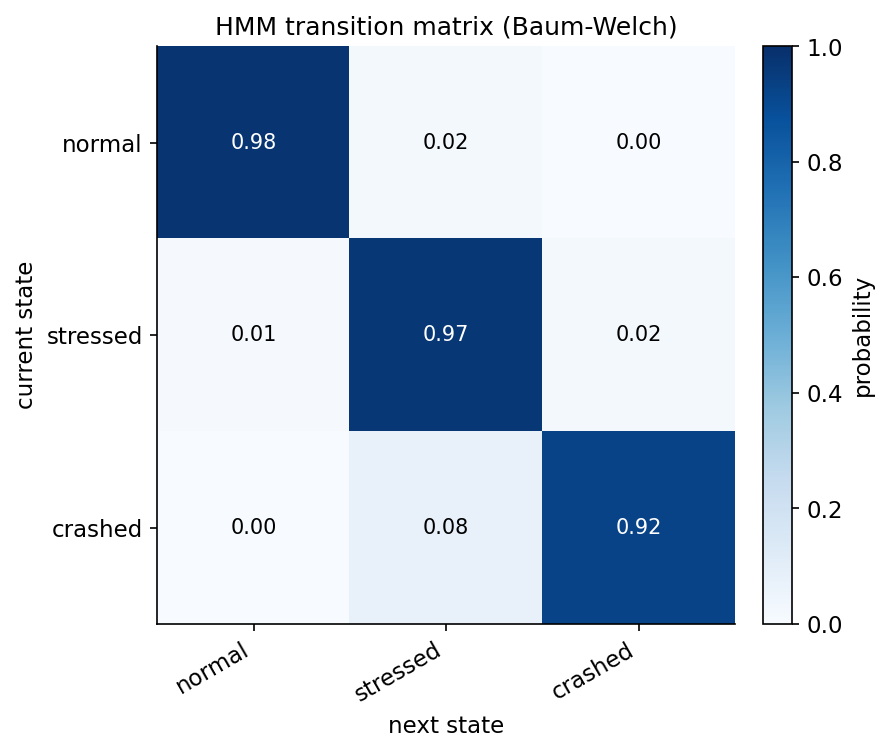 HMM transition matrix (Baum-Welch)
current state
normal 0.98 0.02 0.00
stressed 0.01 0.97 0.02
crashed 0.00 0.08 0.92
normal stressed crashed
next state
1.0
0.8
0.6
0.4
0.2
0.0
probability